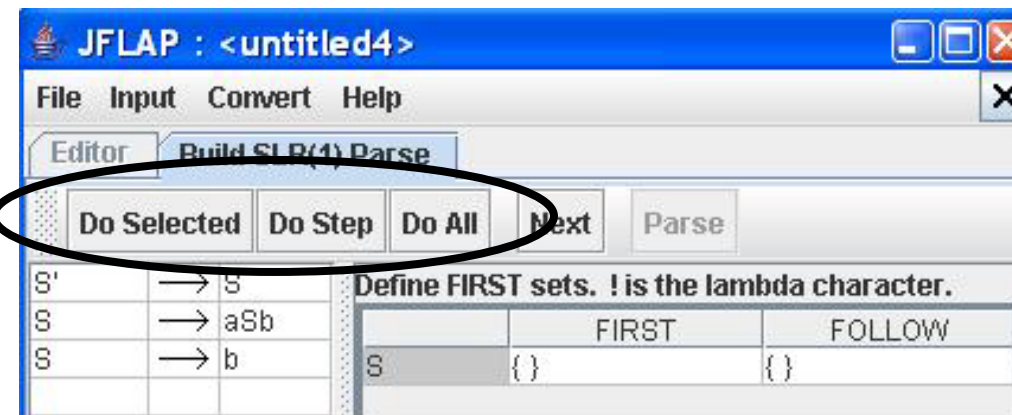 JFLAP : <untitled4>
File Input Convert Help
Editor Build SLR(1) Parse
Do Selected Do Step Do All Next Parse
S' → S
S → aSb
S → b
Define FIRST sets. ! is the lambda character.
FIRST FOLLOW
S { } { }